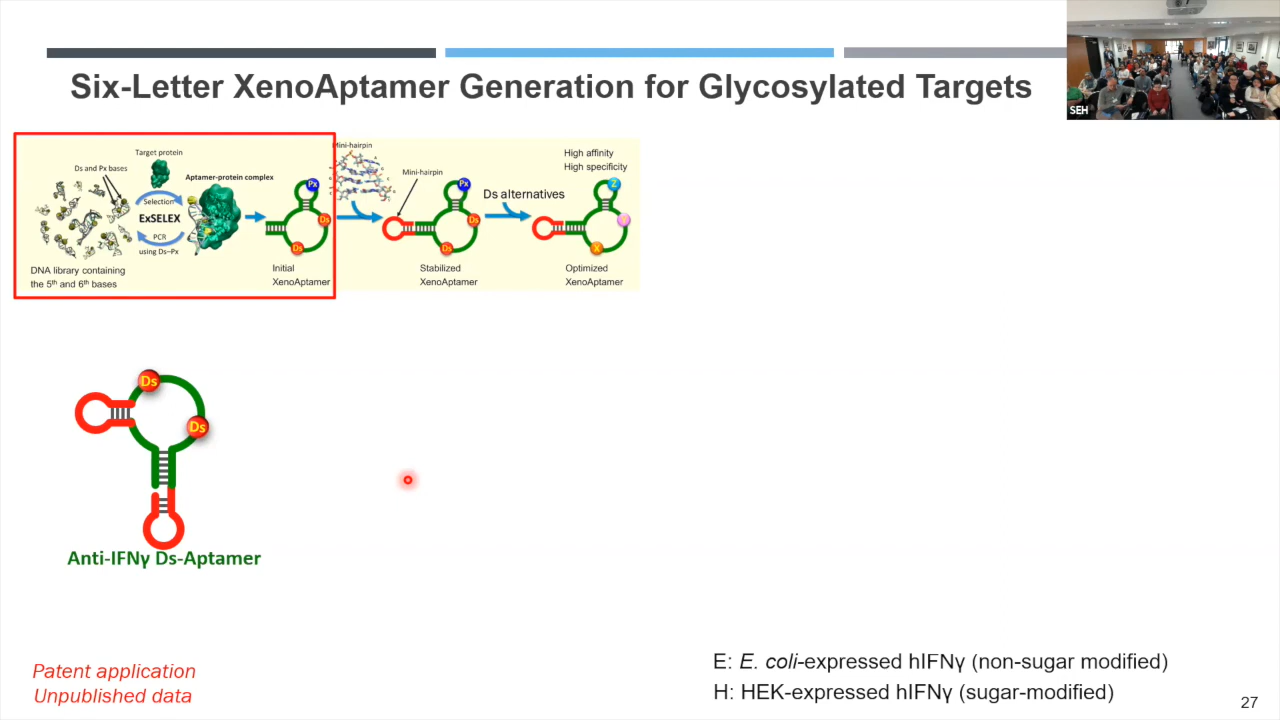 Six-Letter XenoAptamer Generation for Glycosylated Targets
SEH
Target protein
Ds and Px bases
Aptamer-protein complex
Selection
ExSELEX
PCR
using Ds–Px
DNA library containing
the 5th and 6th bases
Px
Ds
Ds
Initial
XenoAptamer
Mini-hairpin
Mini-hairpin
Px
Ds
Ds
Stabilized
XenoAptamer
Ds alternatives
High affinity
High specificity
Z
X
Optimized
XenoAptamer
Ds
Ds
Anti-IFNγ Ds-Aptamer
Patent application
Unpublished data
E: E. coli-expressed hIFNγ (non-sugar modified)
H: HEK-expressed hIFNγ (sugar-modified)
27